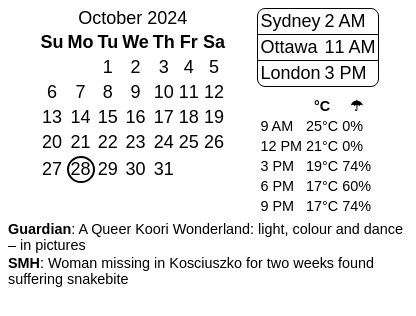 October 2024
Su Mo Tu We Th Fr Sa
1 2 3 4 5
6 7 8 9 10 11 12
13 14 15 16 17 18 19
20 21 22 23 24 25 26
27 28 29 30 31
Sydney 2 AM
Ottawa 11 AM
London 3 PM
°C ☂
9 AM 25°C 0%
12 PM 21°C 0%
3 PM 19°C 74%
6 PM 17°C 60%
9 PM 17°C 74%
Guardian: A Queer Koori Wonderland: light, colour and dance
– in pictures
SMH: Woman missing in Kosciuszko for two weeks found
suffering snakebite